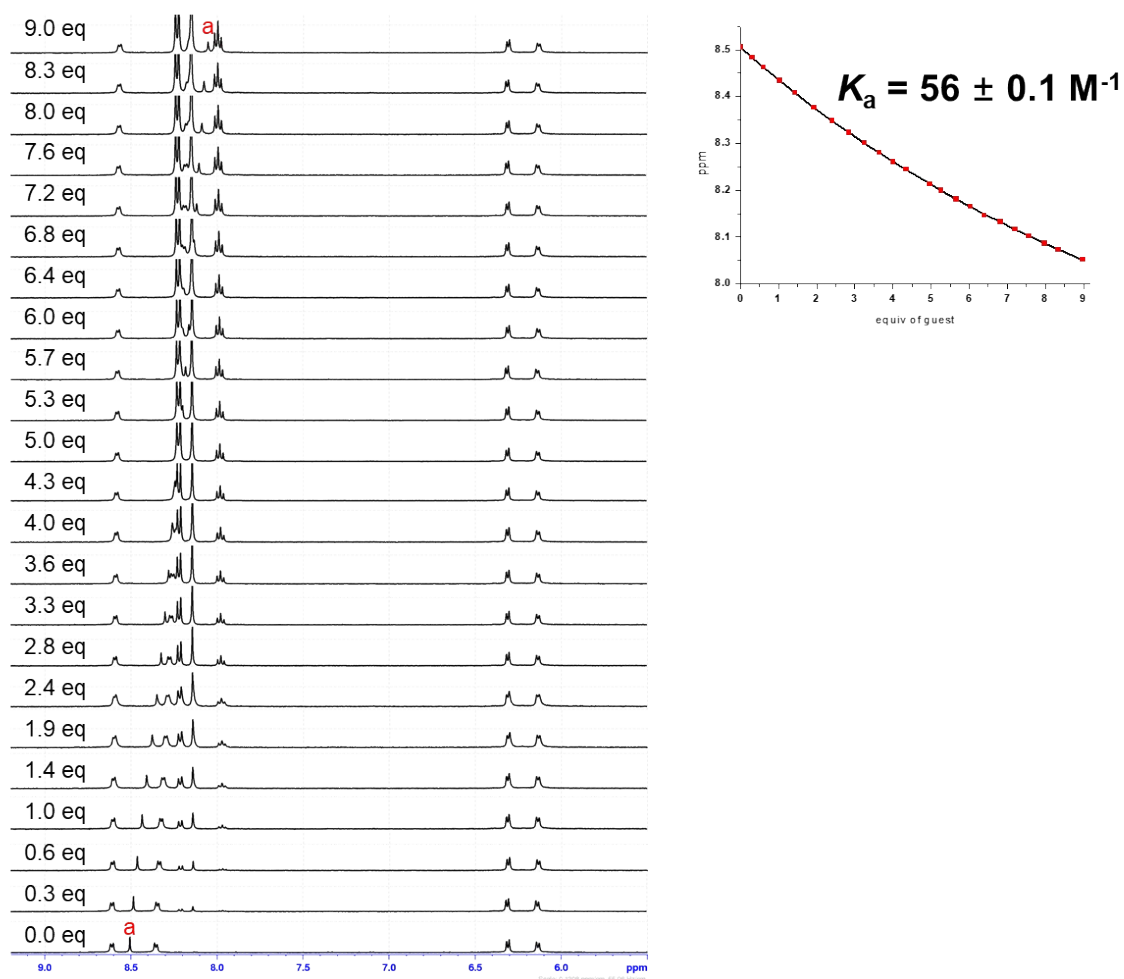 9.0 eq
a
8.3 eq
8.0 eq
7.6 eq
7.2 eq
6.8 eq
6.4 eq
6.0 eq
5.7 eq
5.3 eq
5.0 eq
4.3 eq
4.0 eq
3.6 eq
3.3 eq
2.8 eq
2.4 eq
1.9 eq
1.4 eq
1.0 eq
0.6 eq
0.3 eq
0.0 eq
a
9.0 8.5 8.0 7.5 7.0 6.5 6.0 ppm
Ka = 56 ± 0.1 M-1
8.5
8.4
8.3
8.2
8.1
8.0
ppm
0 1 2 3 4 5 6 7 8 9
equiv of guest